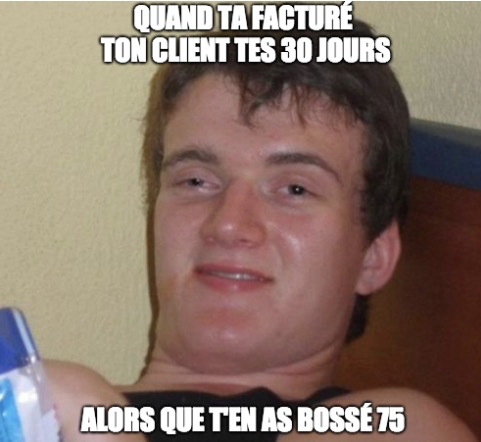 QUAND TA FACTURÉ
TON CLIENT TES 30 JOURS
ALORS QUE T'EN AS BOSSÉ 75